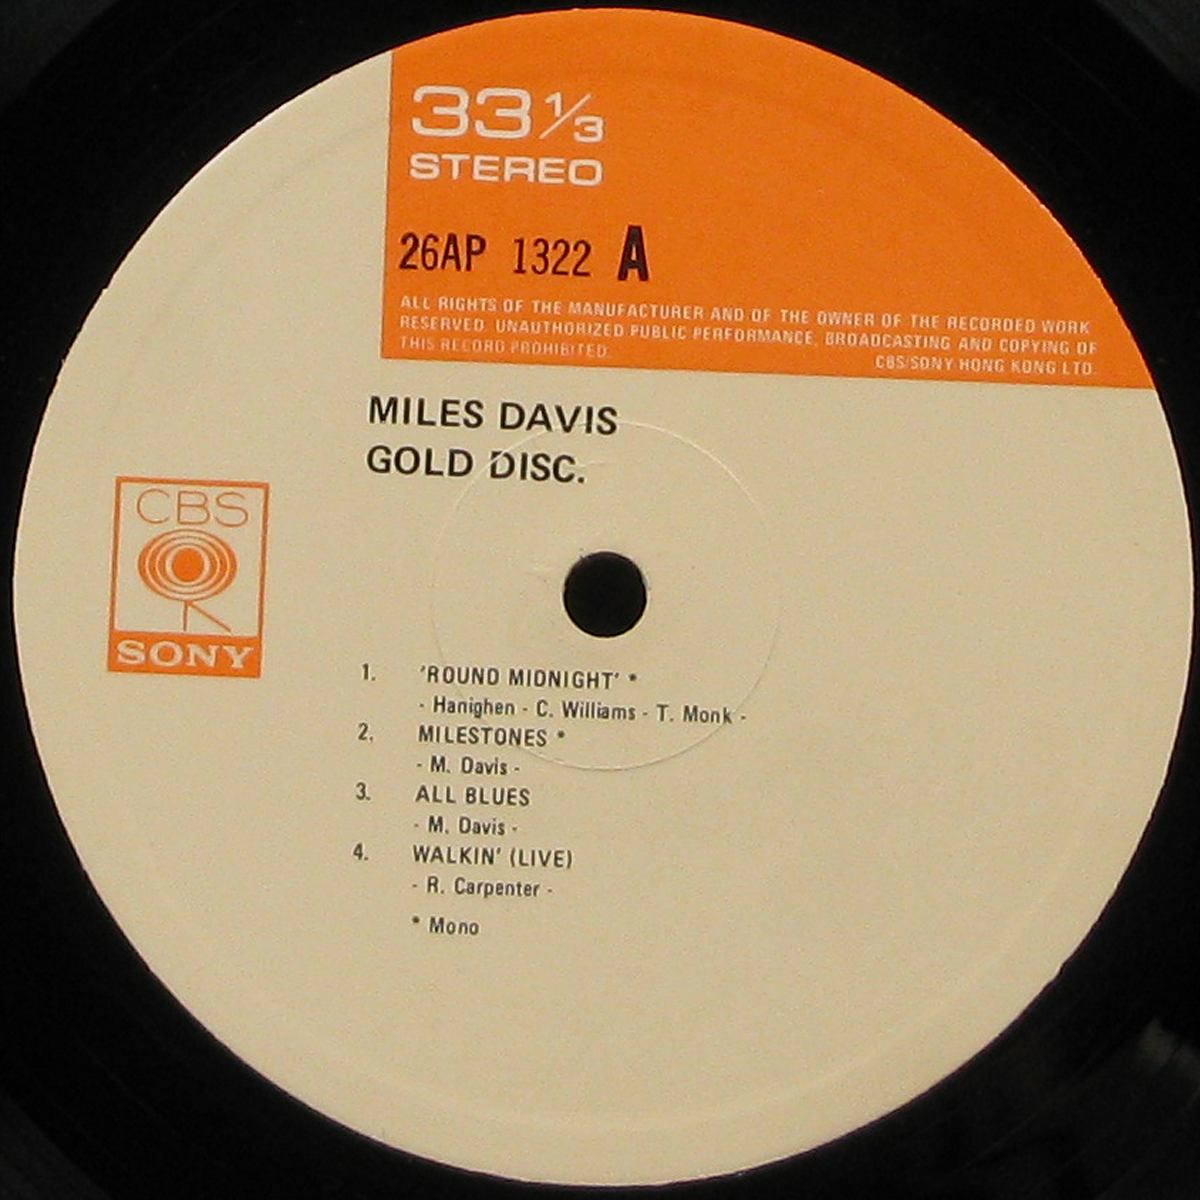 33 1/3
STEREO
26AP 1322 A
ALL RIGHTS OF THE MANUFACTURER AND OF THE OWNER OF THE RECORDED WORK
RESERVED. UNAUTHORIZED PUBLIC PERFORMANCE, BROADCASTING AND COPYING OF
THIS RECORD PROHIBITED.
CBS/SONY HONG KONG LTD.
MILES DAVIS
GOLD DISC.
CBS
SONY
1. 'ROUND MIDNIGHT' *
- Hanighen - C. Williams - T. Monk -
2. MILESTONES *
- M. Davis -
3. ALL BLUES
- M. Davis -
4. WALKIN' (LIVE)
- R. Carpenter -
* Mono